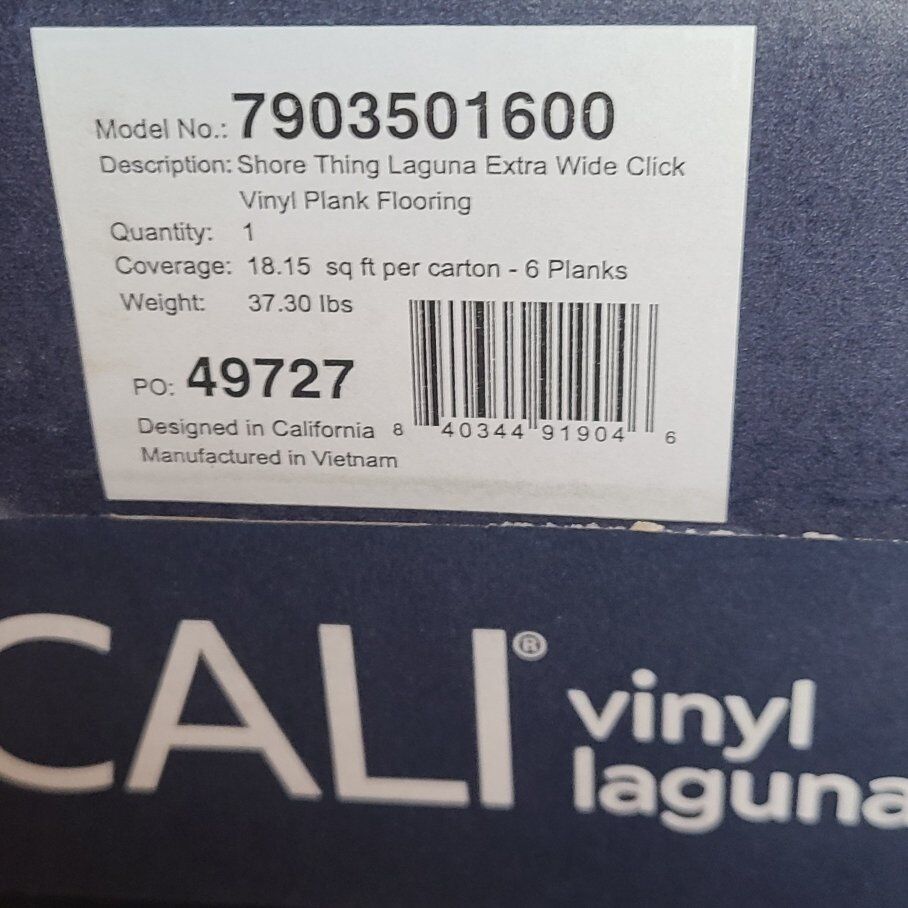 Model No.: 7903501600
Description: Shore Thing Laguna Extra Wide Click
Vinyl Plank Flooring
Quantity: 1
Coverage: 18.15 sq ft per carton - 6 Planks
Weight: 37.30 lbs
PO: 49727
Designed in California
Manufactured in Vietnam
8 40344 91904 6
CALI®
vinyl
laguna